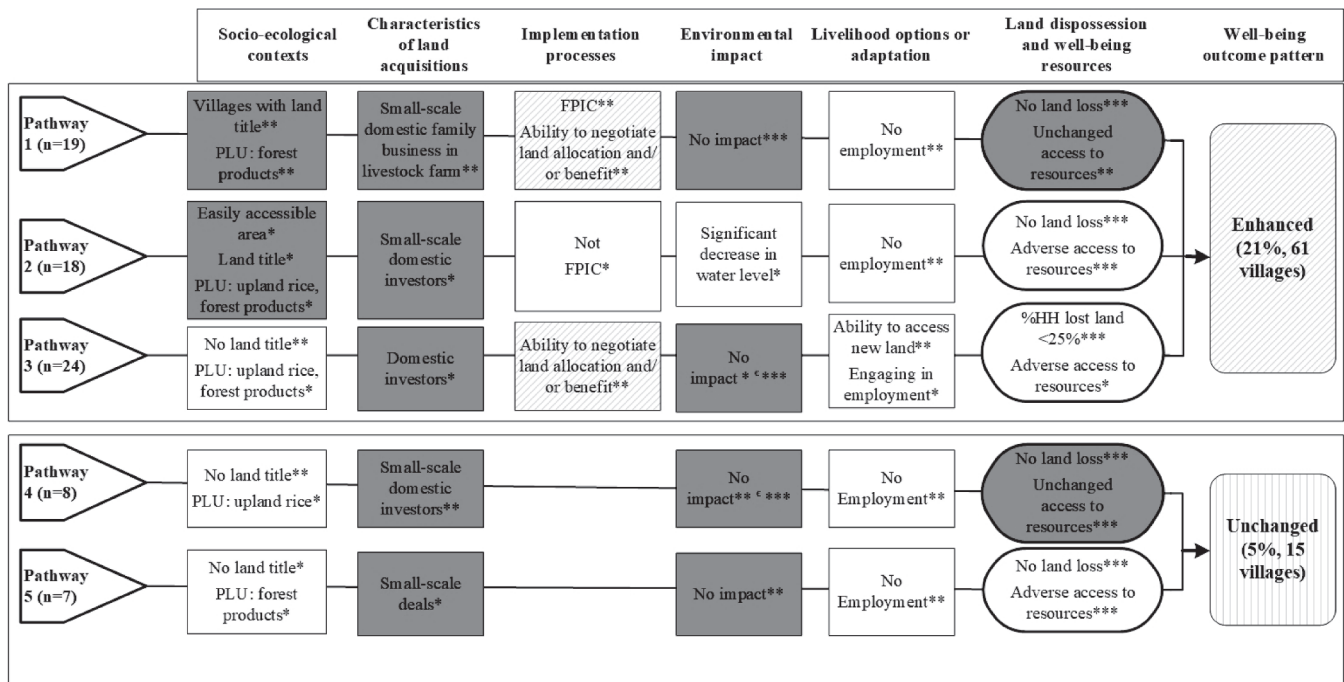 Socio-ecological
contexts
Characteristics
of land
acquisitions
Implementation
processes
Environmental
impact
Livelihood options or
adaptation
Land dispossession
and well-being
resources
Well-being
outcome pattern
Pathway
1 (n=19)
Villages with land
title**
PLU: forest
products**
Small-scale
domestic family
business in
livestock farm**
FPIC**
Ability to negotiate
land allocation and/
or benefit**
No impact***
No
employment**
No land loss***
Unchanged
access to
resources**
Pathway
2 (n=18)
Easily accessible
area*
Land title*
PLU: upland rice,
forest products*
Small-scale
domestic
investors*
Not
FPIC*
Significant
decrease in
water level*
No
employment**
No land loss***
Adverse access to
resources***
Pathway
3 (n=24)
No land title**
PLU: upland rice,
forest products*
Domestic
investors*
Ability to negotiate
land allocation and/
or benefit**
No
impact * ͼ ***
Ability to access
new land**
Engaging in
employment*
%HH lost land
<25%***
Adverse access to
resources*
Enhanced
(21%, 61
villages)
Pathway
4 (n=8)
No land title**
PLU: upland rice*
Small-scale
domestic
investors**
No
impact** ͼ ***
No
Employment**
No land loss***
Unchanged
access to
resources***
Pathway
5 (n=7)
No land title*
PLU: forest
products*
Small-scale
deals*
No impact**
No
Employment**
No land loss***
Adverse access to
resources***
Unchanged
(5%, 15
villages)